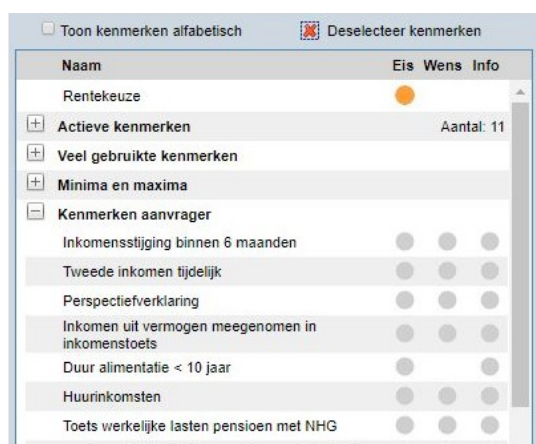 Toon kenmerken alfabetisch Deselecteer kenmerken
Naam Eis Wens Info
Rentekeuze
Actieve kenmerken Aantal: 11
Veel gebruikte kenmerken
Minima en maxima
Kenmerken aanvrager
Inkomensstijging binnen 6 maanden
Tweede inkomen tijdelijk
Perspectiefverklaring
Inkomen uit vermogen meegenomen in
inkomenstoets
Duur alimentatie < 10 jaar
Huurinkomsten
Toets werkelijke lasten pensioen met NHG